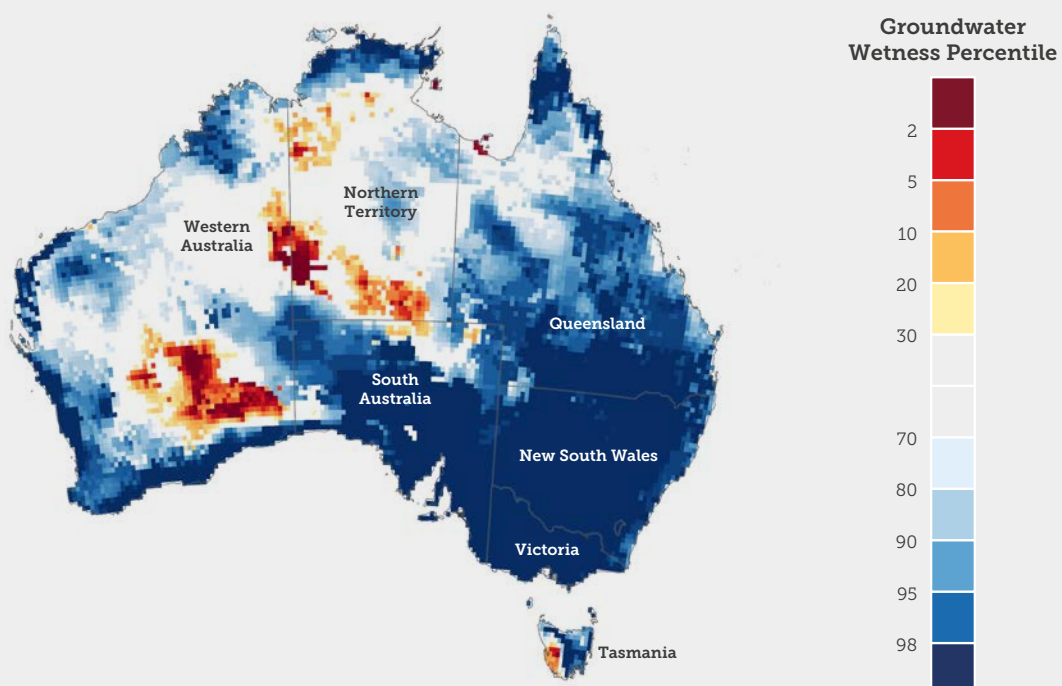 Groundwater
Wetness Percentile
2
5
10
20
30
70
80
90
95
98
Northern
Territory
Western
Australia
Queensland
South
Australia
New South Wales
Victoria
Tasmania